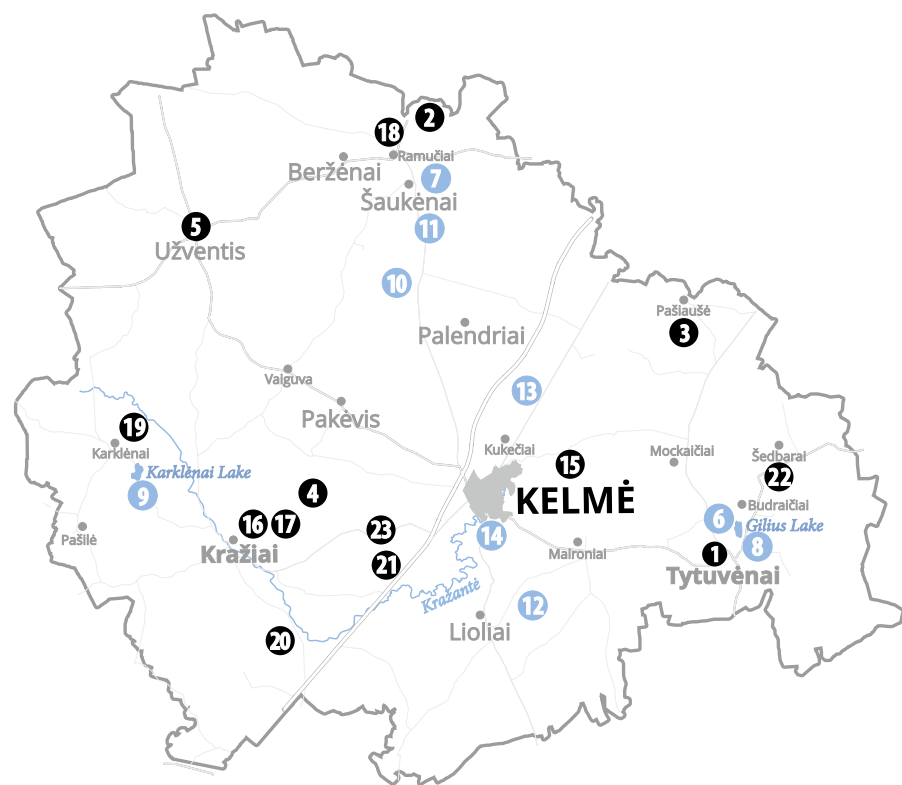 2
18
Ramučiai
Beržėnai
7
Šaukėnai
5
11
Užventis
10
Pašiaušė
3
Palendriai
Vaiguva
13
Pakėvis
19
Karklėnai
Kukečiai
Mockaičiai
Šedbarai
15
22
Karklėnai Lake
9
4
KELMĖ
Budraičiai
6
Gilius Lake
8
16
17
23
14
Pašilė
Kražiai
Maironiai
1
21
Tytuvėnai
Kražantė
12
Lioliai
20